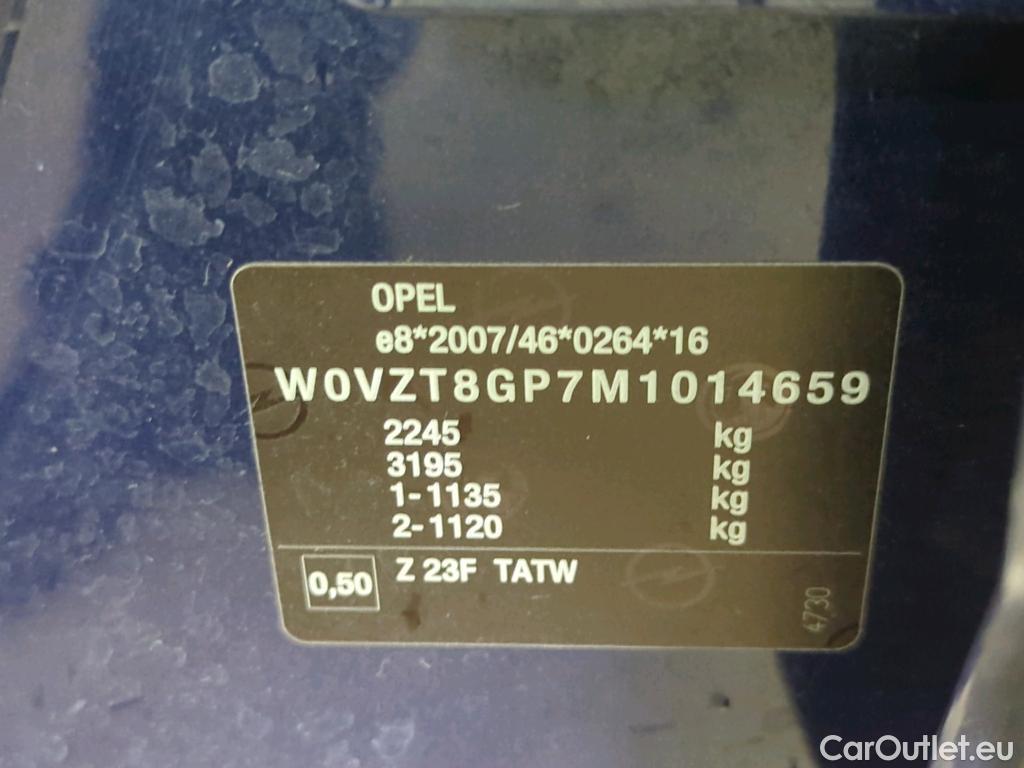 OPEL
e8*2007/46*0264*16
W0VZT8GP7M1014659
2245 kg
3195 kg
1-1135 kg
2-1120 kg
0,50 Z 23F TATW
4730
CarOutlet.eu